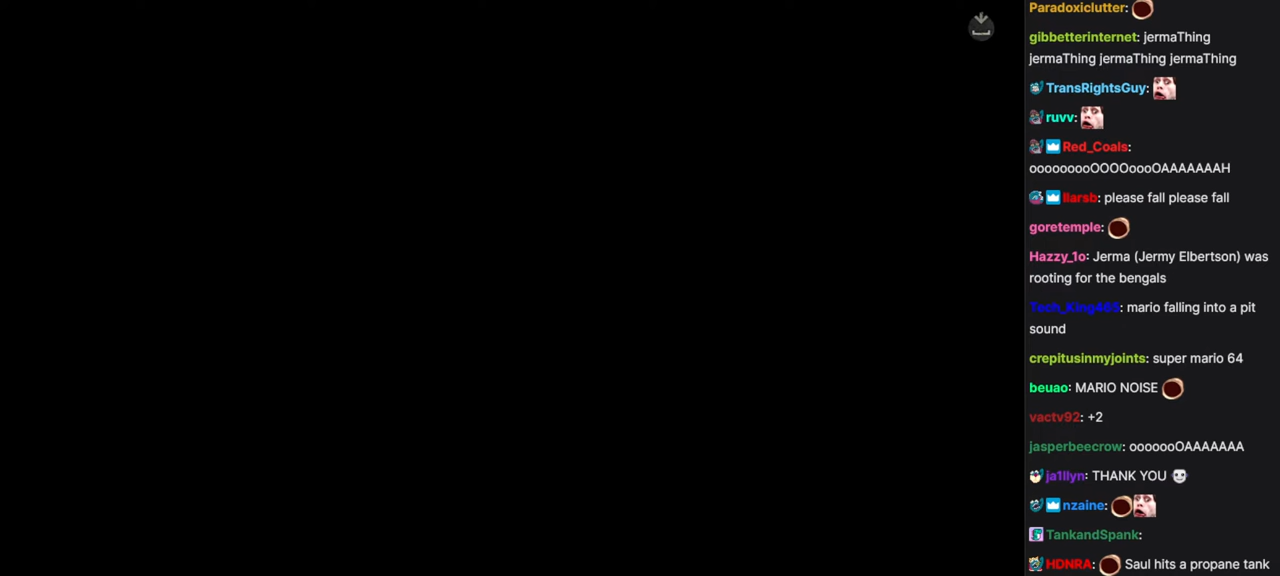 Paradoxiclutter:
gibbetterinternet: jermaThing
jermaThing jermaThing jermaThing
TransRightsGuy:
ruvv:
Red_Coals:
ooooooooOOOOoooOAAAAAAAH
llarsb: please fall please fall
goretemple:
Hazzy_1o: Jerma (Jermy Elbertson) was
rooting for the bengals
Tech_King465: mario falling into a pit
sound
crepitusinmyjoints: super mario 64
beuao: MARIO NOISE
vactv92: +2
jasperbeecrow: ooooooOAAAAAAA
ja1llyn: THANK YOU
nzaine:
TankandSpank:
HDNRA: Saul hits a propane tank